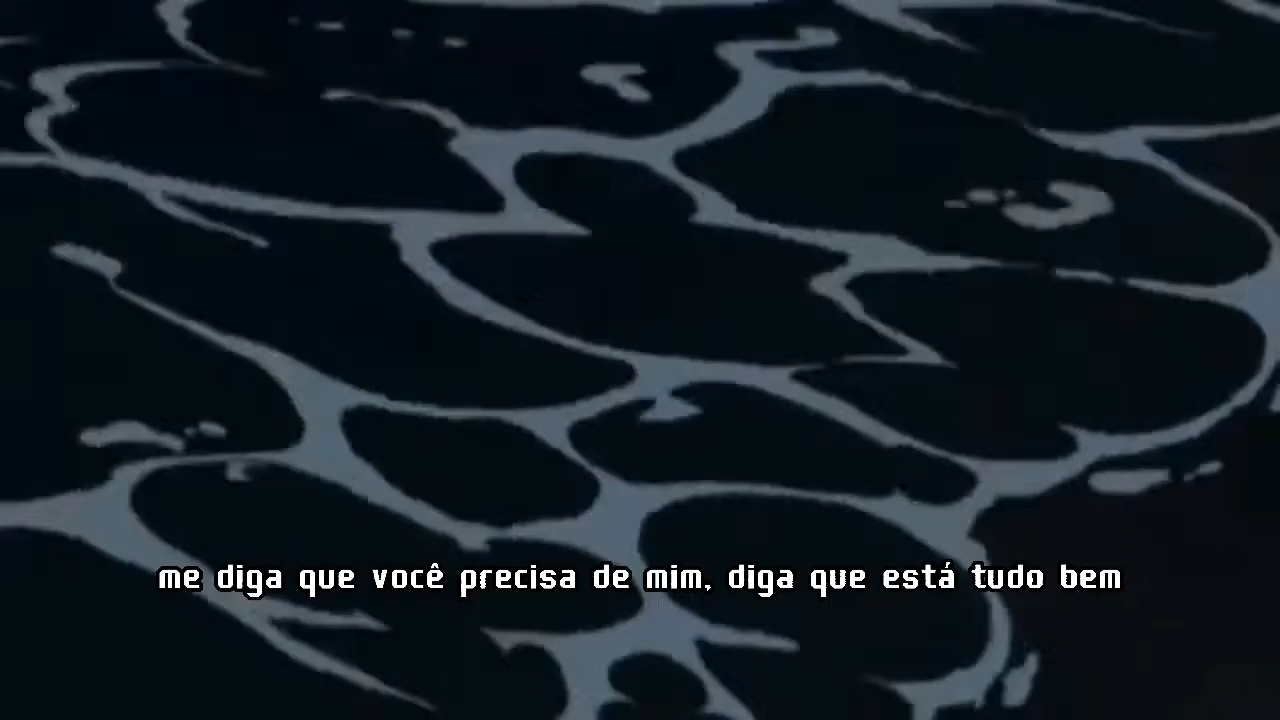 me diga que você precisa de mim, diga que está tudo bem